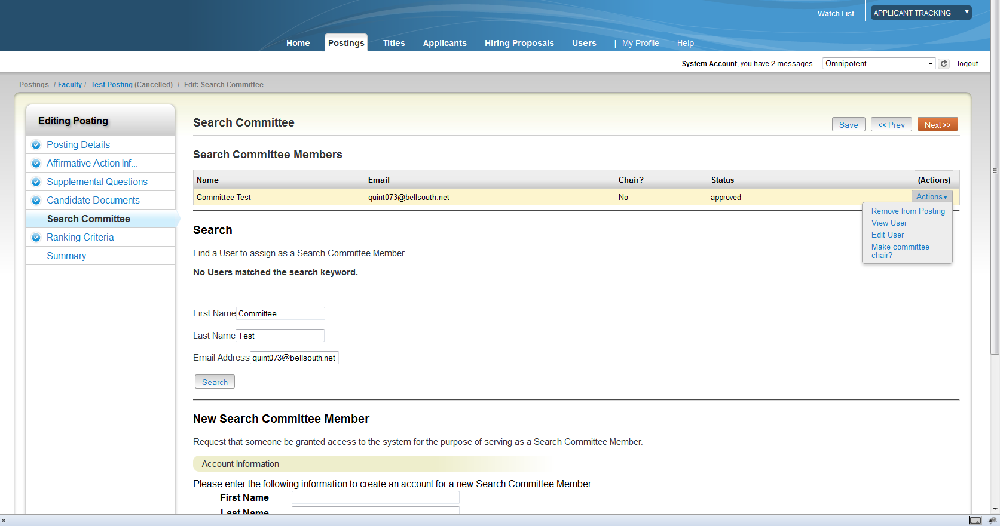 Watch List
APPLICANT TRACKING
Home Postings Titles Applicants Hiring Proposals Users | My Profile Help
System Account, you have 2 messages. Omnipotent logout
Postings / Faculty / Test Posting (Cancelled) / Edit: Search Committee
Editing Posting
Posting Details
Affirmative Action Inf...
Supplemental Questions
Candidate Documents
Search Committee
Ranking Criteria
Summary
Search Committee
Save << Prev Next >>
Search Committee Members
Name Email Chair? Status (Actions)
Committee Test quint073@bellsouth.net No approved Actions
Remove from Posting
View User
Edit User
Make committee
chair?
Search
Find a User to assign as a Search Committee Member.
No Users matched the search keyword.
First Name Committee
Last Name Test
Email Address quint073@bellsouth.net
Search
New Search Committee Member
Request that someone be granted access to the system for the purpose of serving as a Search Committee Member.
Account Information
Please enter the following information to create an account for a new Search Committee Member.
First Name
Last Name